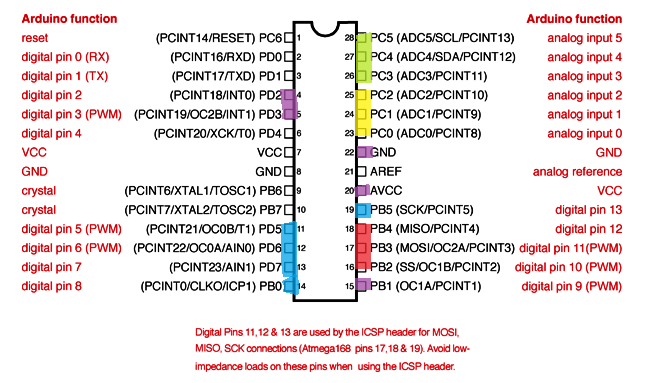 Arduino function Arduino function
reset (PCINT14/RESET) PC6 1 28 PC5 (ADC5/SCL/PCINT13) analog input 5
digital pin 0 (RX) (PCINT16/RXD) PD0 2 27 PC4 (ADC4/SDA/PCINT12) analog input 4
digital pin 1 (TX) (PCINT17/TXD) PD1 3 26 PC3 (ADC3/PCINT11) analog input 3
digital pin 2 (PCINT18/INT0) PD2 4 25 PC2 (ADC2/PCINT10) analog input 2
digital pin 3 (PWM) (PCINT19/OC2B/INT1) PD3 5 24 PC1 (ADC1/PCINT9) analog input 1
digital pin 4 (PCINT20/XCK/T0) PD4 6 23 PC0 (ADC0/PCINT8) analog input 0
VCC VCC 7 22 GND GND
GND GND 8 21 AREF analog reference
crystal (PCINT6/XTAL1/TOSC1) PB6 9 20 AVCC VCC
crystal (PCINT7/XTAL2/TOSC2) PB7 10 19 PB5 (SCK/PCINT5) digital pin 13
digital pin 5 (PWM) (PCINT21/OC0B/T1) PD5 11 18 PB4 (MISO/PCINT4) digital pin 12
digital pin 6 (PWM) (PCINT22/OC0A/AIN0) PD6 12 17 PB3 (MOSI/OC2A/PCINT3) digital pin 11(PWM)
digital pin 7 (PCINT23/AIN1) PD7 13 16 PB2 (SS/OC1B/PCINT2) digital pin 10 (PWM)
digital pin 8 (PCINT0/CLKO/ICP1) PB0 14 15 PB1 (OC1A/PCINT1) digital pin 9 (PWM)
Digital Pins 11,12 & 13 are used by the ICSP header for MOSI,
MISO, SCK connections (Atmega168 pins 17,18 & 19). Avoid low-
impedance loads on these pins when using the ICSP header.